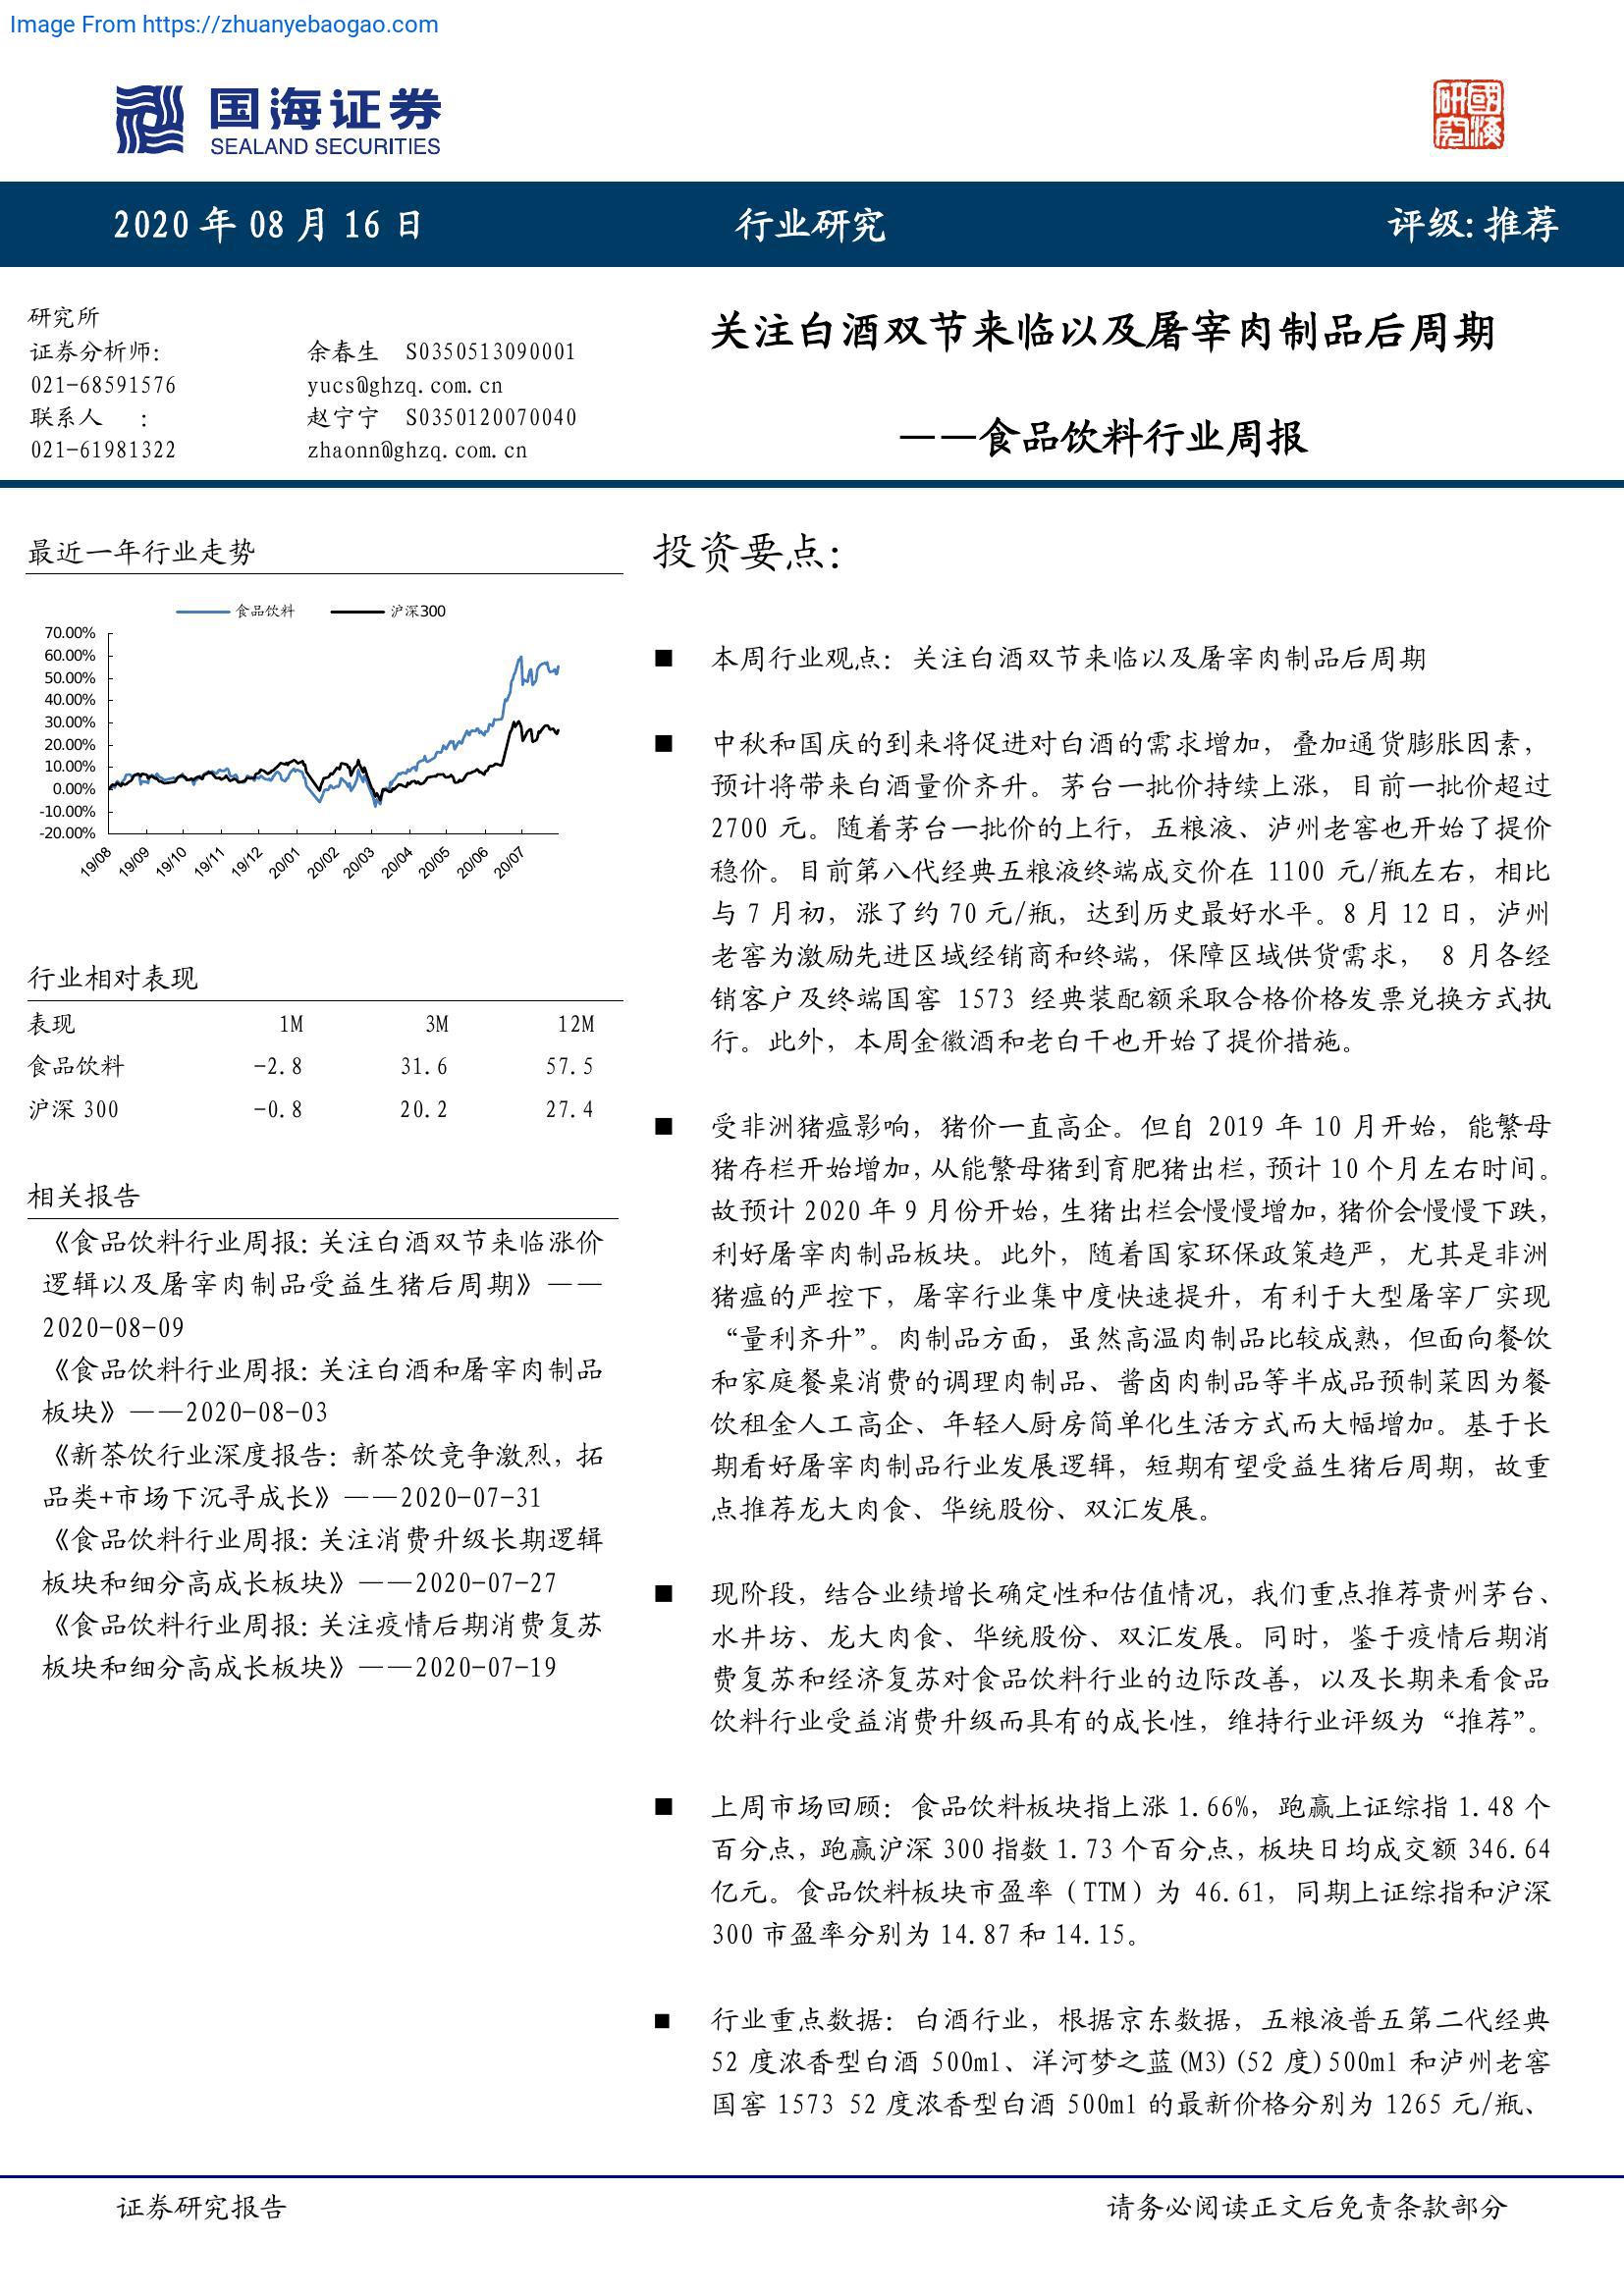 Image From https://zhuanyebaogao.com
国海证券
SEALAND SECURITIES
研究
國海
2020 年 08 月 16 日
行业研究
评级:推荐
研究所
证券分析师:
余春生 S0350513090001
021-68591576
yucs@ghzq.com.cn
联系人 :
赵宁宁 S0350120070040
021-61981322
zhaonn@ghzq.com.cn
关注白酒双节来临以及屠宰肉制品后周期
——食品饮料行业周报
最近一年行业走势
食品饮料
沪深300
70.00%
60.00%
50.00%
40.00%
30.00%
20.00%
10.00%
0.00%
-10.00%
-20.00%
19/08
19/09
19/10
19/11
19/12
20/01
20/02
20/03
20/04
20/05
20/06
20/07
行业相对表现
表现 1M 3M 12M
食品饮料 -2.8 31.6 57.5
沪深 300 -0.8 20.2 27.4
相关报告
《食品饮料行业周报:关注白酒双节来临涨价
逻辑以及屠宰肉制品受益生猪后周期》——
2020-08-09
《食品饮料行业周报:关注白酒和屠宰肉制品
板块》——2020-08-03
《新茶饮行业深度报告:新茶饮竞争激烈,拓
品类+市场下沉寻成长》——2020-07-31
《食品饮料行业周报:关注消费升级长期逻辑
板块和细分高成长板块》——2020-07-27
《食品饮料行业周报:关注疫情后期消费复苏
板块和细分高成长板块》——2020-07-19
投资要点:
■ 本周行业观点:关注白酒双节来临以及屠宰肉制品后周期
■ 中秋和国庆的到来将促进对白酒的需求增加,叠加通货膨胀因素,
预计将带来白酒量价齐升。茅台一批价持续上涨,目前一批价超过
2700 元。随着茅台一批价的上行,五粮液、泸州老窖也开始了提价
稳价。目前第八代经典五粮液终端成交价在 1100 元/瓶左右,相比
与 7 月初,涨了约 70 元/瓶,达到历史最好水平。8 月 12 日,泸州
老窖为激励先进区域经销商和终端,保障区域供货需求, 8 月各经
销客户及终端国窖 1573 经典装配额采取合格价格发票兑换方式执
行。此外,本周金徽酒和老白干也开始了提价措施。
■ 受非洲猪瘟影响,猪价一直高企。但自 2019 年 10 月开始,能繁母
猪存栏开始增加,从能繁母猪到育肥猪出栏,预计 10 个月左右时间。
故预计 2020 年 9 月份开始,生猪出栏会慢慢增加,猪价会慢慢下跌,
利好屠宰肉制品板块。此外,随着国家环保政策趋严,尤其是非洲
猪瘟的严控下,屠宰行业集中度快速提升,有利于大型屠宰厂实现
“量利齐升”。肉制品方面,虽然高温肉制品比较成熟,但面向餐饮
和家庭餐桌消费的调理肉制品、酱卤肉制品等半成品预制菜因为餐
饮租金人工高企、年轻人厨房简单化生活方式而大幅增加。基于长
期看好屠宰肉制品行业发展逻辑,短期有望受益生猪后周期,故重
点推荐龙大肉食、华统股份、双汇发展。
■ 现阶段,结合业绩增长确定性和估值情况,我们重点推荐贵州茅台、
水井坊、龙大肉食、华统股份、双汇发展。同时,鉴于疫情后期消
费复苏和经济复苏对食品饮料行业的边际改善,以及长期来看食品
饮料行业受益消费升级而具有的成长性,维持行业评级为“推荐”。
■ 上周市场回顾:食品饮料板块指上涨 1.66%,跑赢上证综指 1.48 个
百分点,跑赢沪深 300 指数 1.73 个百分点,板块日均成交额 346.64
亿元。食品饮料板块市盈率(TTM)为 46.61,同期上证综指和沪深
300 市盈率分别为 14.87 和 14.15。
■ 行业重点数据:白酒行业,根据京东数据,五粮液普五第二代经典
52 度浓香型白酒 500ml、洋河梦之蓝(M3)(52 度)500ml 和泸州老窖
国窖 1573 52 度浓香型白酒 500ml 的最新价格分别为 1265 元/瓶、
证券研究报告
请务必阅读正文后免责条款部分